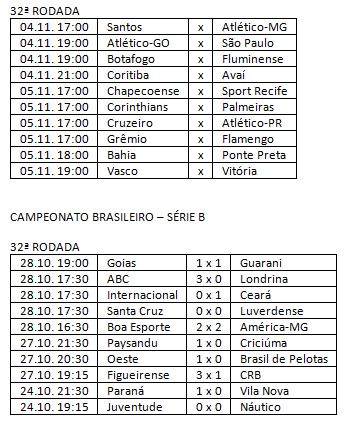 32ª RODADA
04.11. 17:00 Santos x Atlético-MG
04.11. 19:00 Atlético-GO x São Paulo
04.11. 19:00 Botafogo x Fluminense
04.11. 21:00 Coritiba x Avaí
05.11. 17:00 Chapecoense x Sport Recife
05.11. 17:00 Corinthians x Palmeiras
05.11. 17:00 Cruzeiro x Atlético-PR
05.11. 17:00 Grêmio x Flamengo
05.11. 18:00 Bahia x Ponte Preta
05.11. 19:00 Vasco x Vitória
CAMPEONATO BRASILEIRO – SÉRIE B
32ª RODADA
28.10. 19:00 Goias 1 x 1 Guarani
28.10. 17:30 ABC 3 x 0 Londrina
28.10. 17:30 Internacional 0 x 1 Ceará
28.10. 17:30 Santa Cruz 0 x 0 Luverdense
28.10. 16:30 Boa Esporte 2 x 2 América-MG
27.10. 21:30 Paysandu 1 x 0 Criciúma
27.10. 20:30 Oeste 1 x 0 Brasil de Pelotas
27.10. 19:15 Figueirense 3 x 1 CRB
24.10. 21:30 Paraná 1 x 0 Vila Nova
24.10. 19:15 Juventude 0 x 0 Náutico